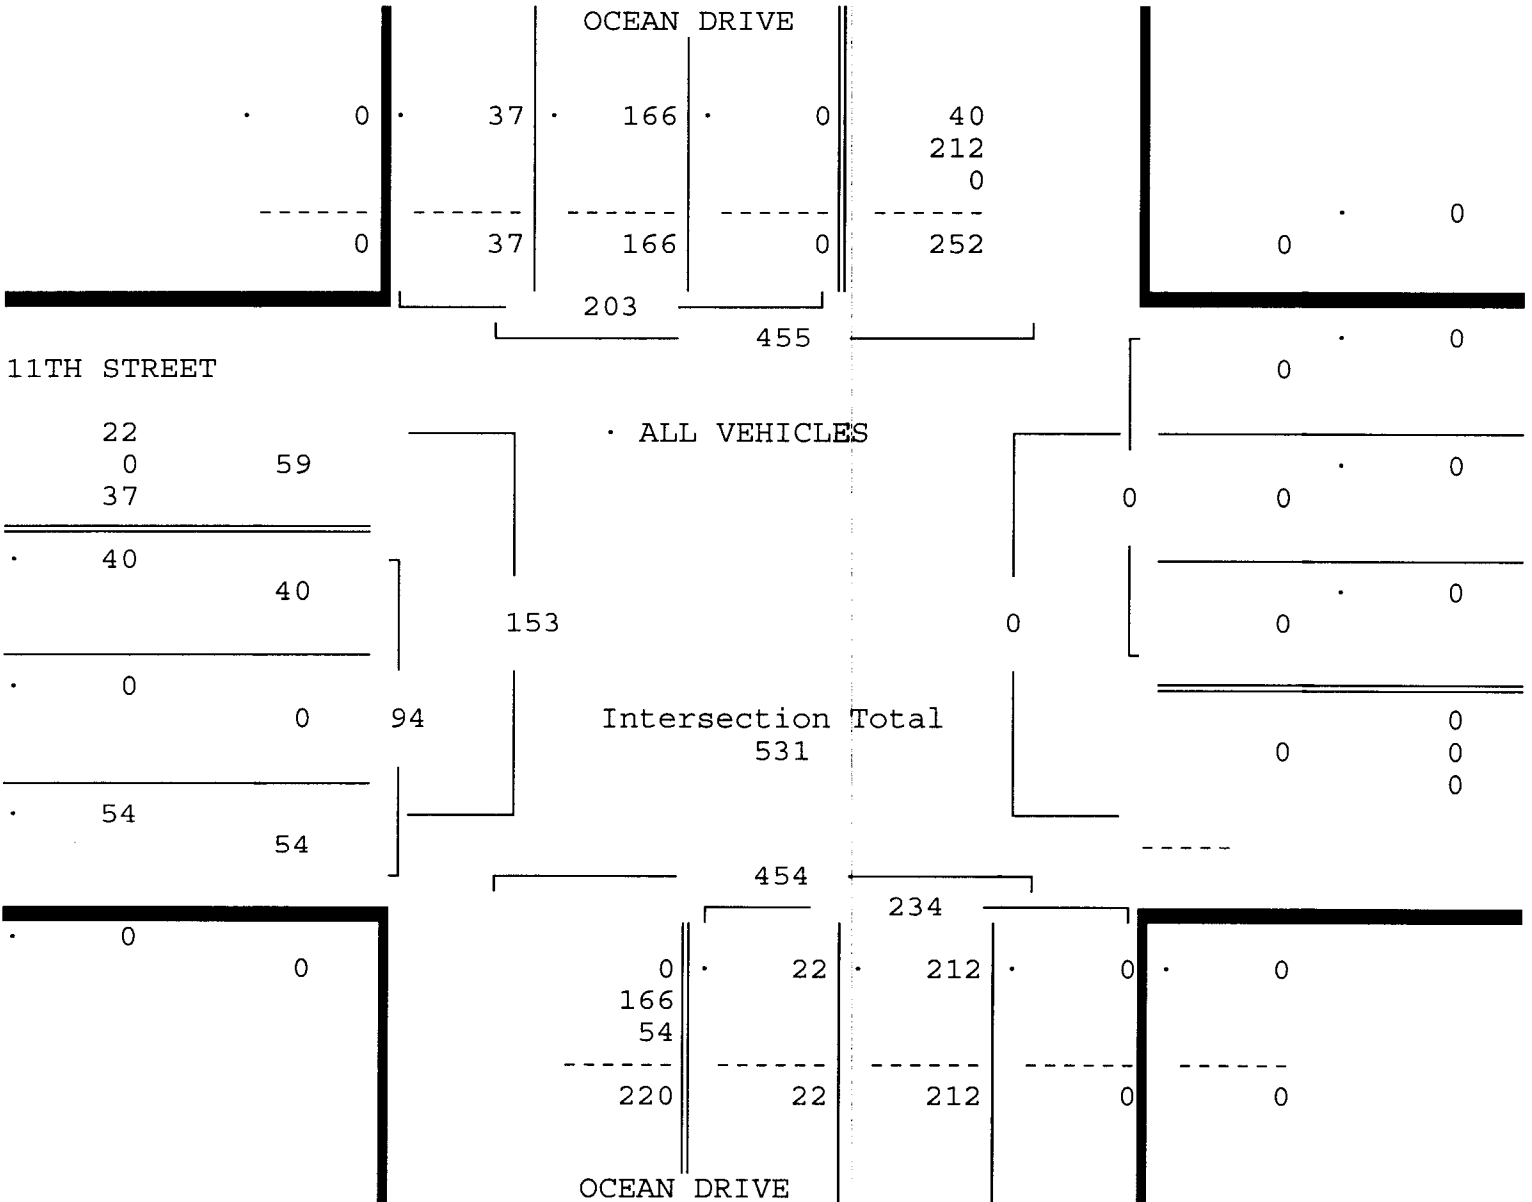 OCEAN DRIVE
· 0 · 37 · 166 · 0 40
212
0
------ ------ ------ ------ ------ · 0
0 37 166 0 252 0
203
455 · 0
11TH STREET 0
22 · ALL VEHICLES
0 59 · 0
37 0 0
· 40
40 · 0
153 0 0
· 0
0 94 Intersection Total 0
531 0 0
0
· 54
54
-----
454
234
· 0
0 0 · 22 · 212 · 0 · 0
166
54
------ ------ ------ ------ ------
220 22 212 0 0
OCEAN DRIVE